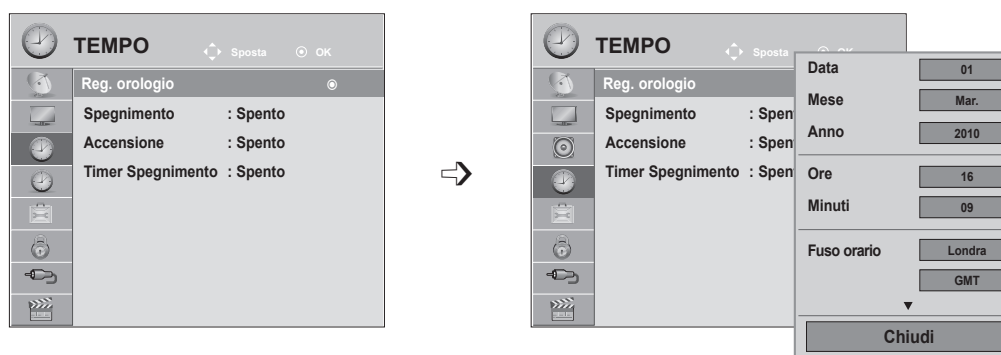 TEMPO
Sposta OK
Reg. orologio
Spegnimento : Spento
Accensione : Spento
Timer Spegnimento : Spento
TEMPO
Sposta OK
Reg. orologio
Spegnimento : Spen
Accensione : Spen
Timer Spegnimento : Spen
Data 01
Mese Mar.
Anno 2010
Ore 16
Minuti 09
Fuso orario Londra
GMT
Chiudi